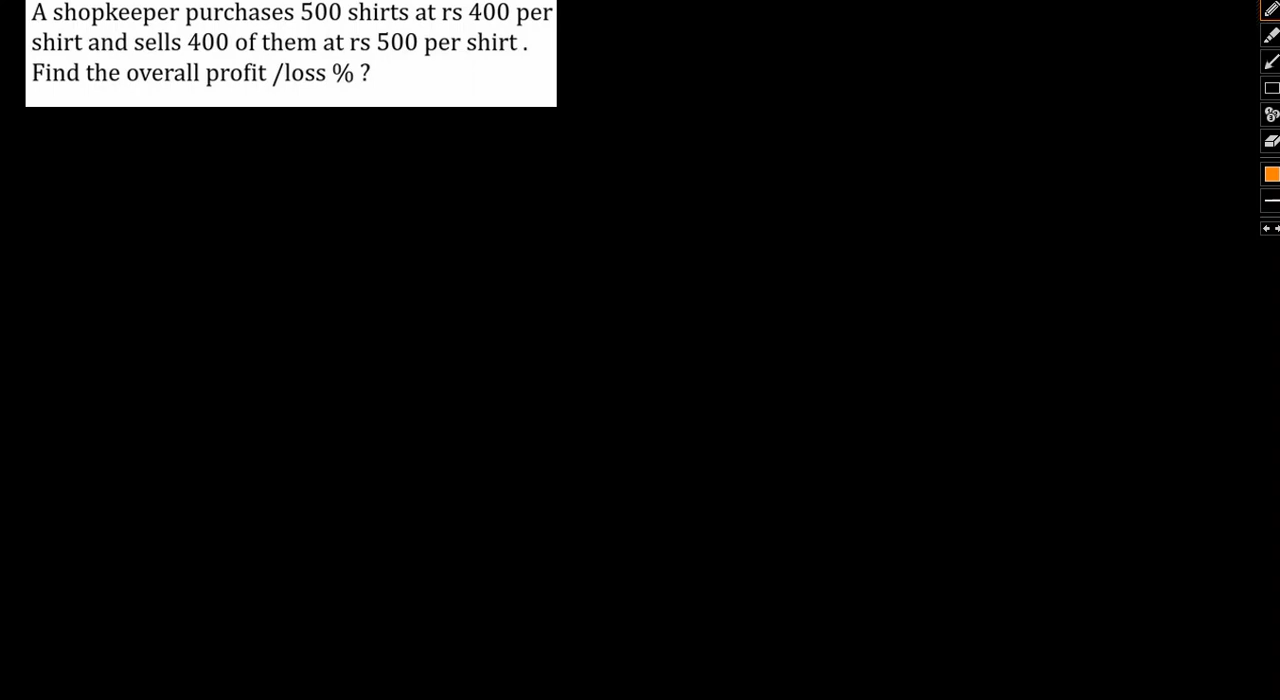 A shopkeeper purchases 500 shirts at rs 400 per
shirt and sells 400 of them at rs 500 per shirt .
Find the overall profit /loss % ?